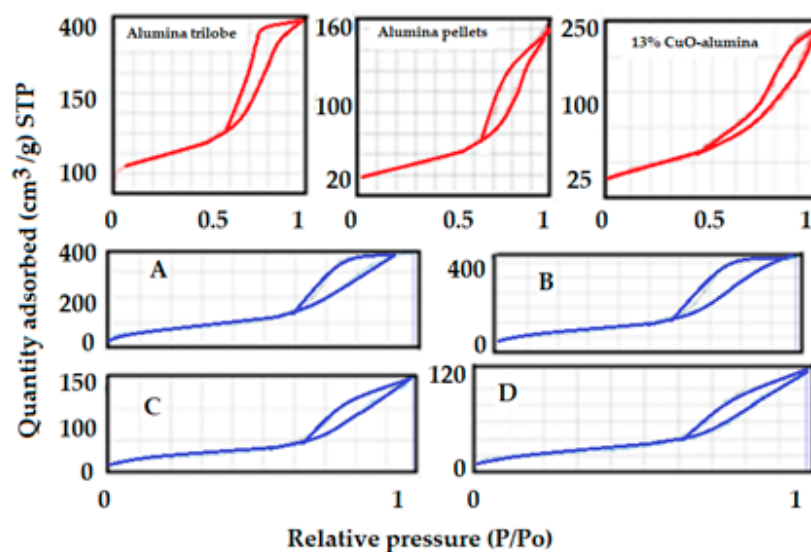 Quantity adsorbed (cm³/g) STP
400
150
100
Alumina trilobe
0 0.5 1
160
100
20
Alumina pellets
0 0.5 1
250
100
25
13% CuO-alumina
0 0.5 1
400
200
0
A
400
0
B
150
100
0
C
0 1
120
0
D
0 1
Relative pressure (P/Po)